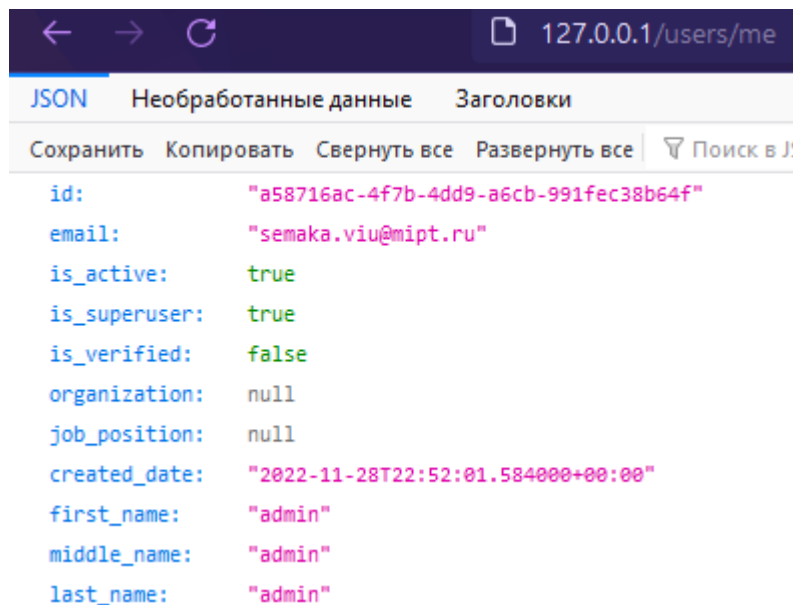 127.0.0.1/users/me
JSON Необработанные данные Заголовки
Сохранить Копировать Свернуть все Развернуть все Поиск в
id: "a58716ac-4f7b-4dd9-a6cb-991fec38b64f"
email: "semaka.viu@mipt.ru"
is_active: true
is_superuser: true
is_verified: false
organization: null
job_position: null
created_date: "2022-11-28T22:52:01.584000+00:00"
first_name: "admin"
middle_name: "admin"
last_name: "admin"